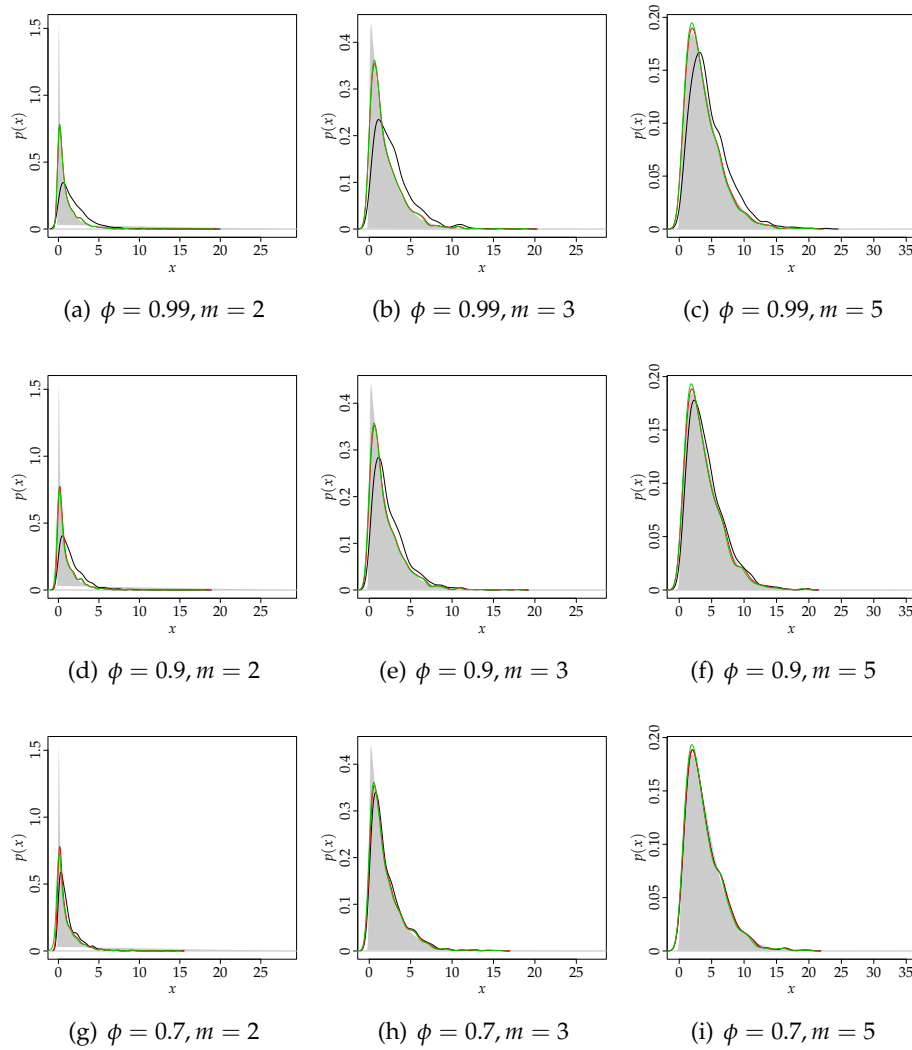 1.5
1.0
0.5
0
p(x)
0 5 10 15 20 25
x
(a) ϕ = 0.99, m = 2
0.4
0.3
0.2
0.1
0
p(x)
0 5 10 15 20 25
x
(b) ϕ = 0.99, m = 3
0.20
0.15
0.10
0.05
0
p(x)
0 5 10 15 20 25 30 35
x
(c) ϕ = 0.99, m = 5
1.5
1.0
0.5
0
p(x)
0 5 10 15 20 25
x
(d) ϕ = 0.9, m = 2
0.4
0.3
0.2
0.1
0
p(x)
0 5 10 15 20 25
x
(e) ϕ = 0.9, m = 3
0.20
0.15
0.10
0.05
0
p(x)
0 5 10 15 20 25 30 35
x
(f) ϕ = 0.9, m = 5
1.5
1.0
0.5
0
p(x)
0 5 10 15 20 25
x
(g) ϕ = 0.7, m = 2
0.4
0.3
0.2
0.1
0
p(x)
0 5 10 15 20 25
x
(h) ϕ = 0.7, m = 3
0.20
0.15
0.10
0.05
0
p(x)
0 5 10 15 20 25 30 35
x
(i) ϕ = 0.7, m = 5